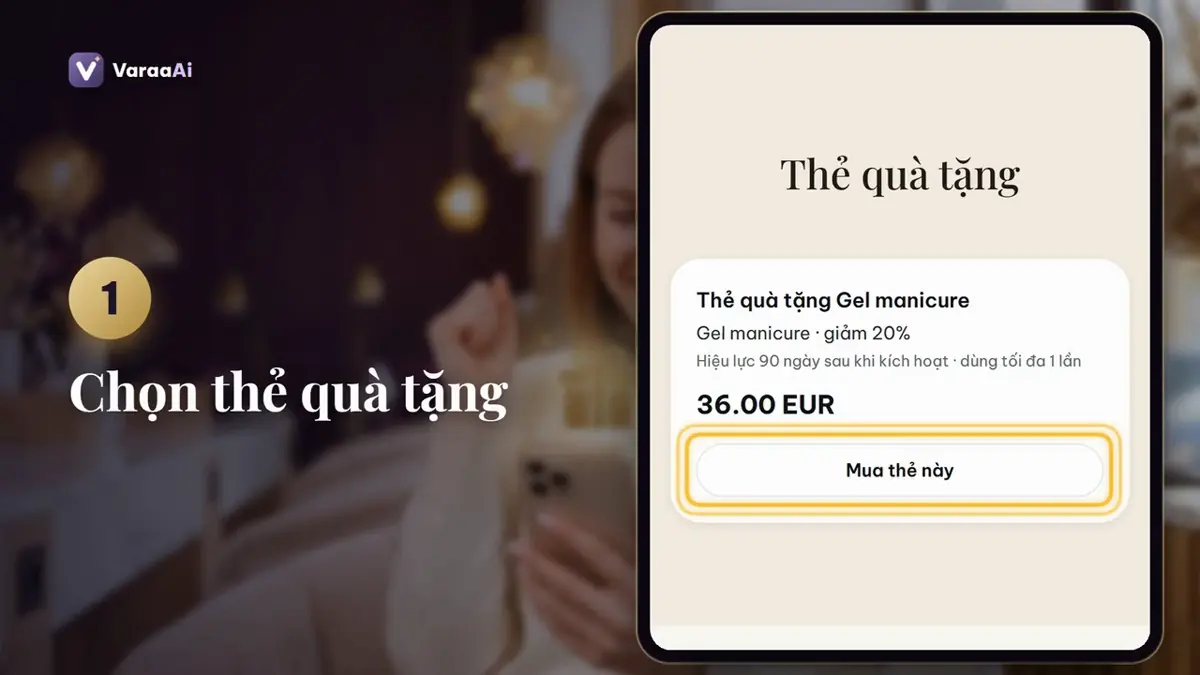 VaraaAi
1
Chọn thẻ quà tặng
Thẻ quà tặng
Thẻ quà tặng Gel manicure
Gel manicure · giảm 20%
Hiệu lực 90 ngày sau khi kích hoạt · dùng tối đa 1 lần
36.00 EUR
Mua thẻ này